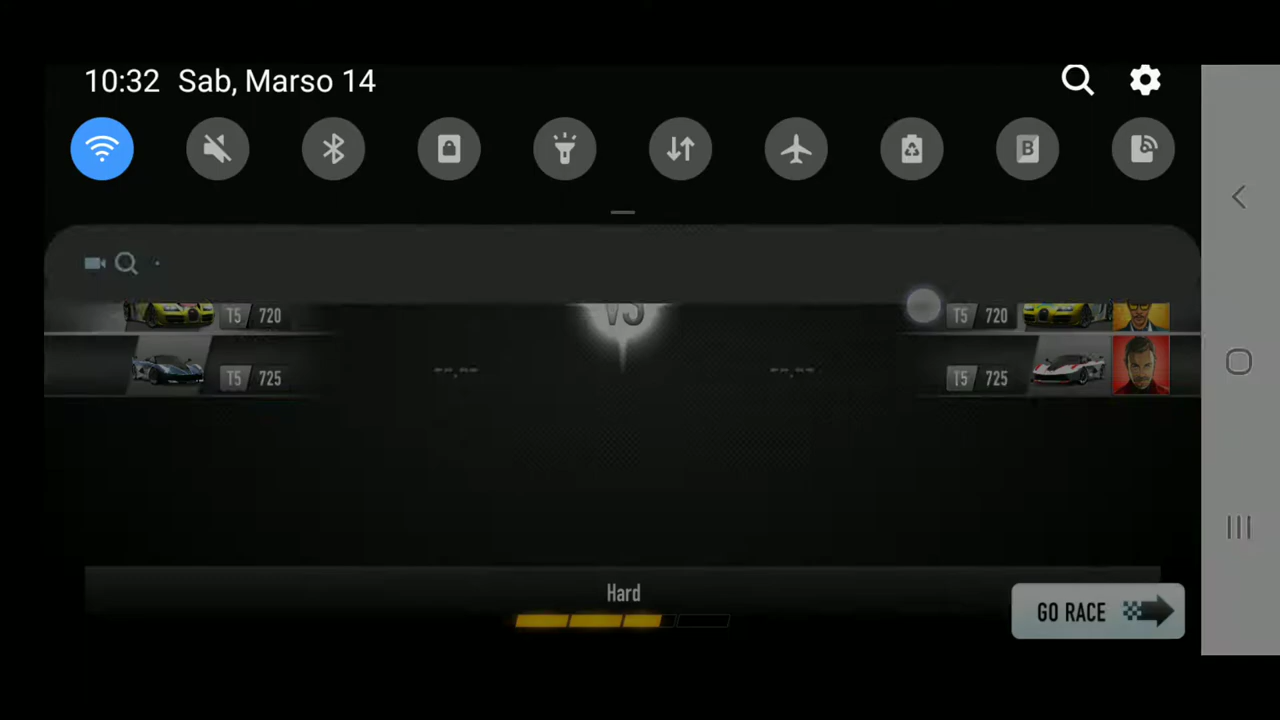 10:32 Sab, Marso 14
B
VS
T5 720
T5 720
T5 725
--.--
--.--
T5 725
Hard
GO RACE